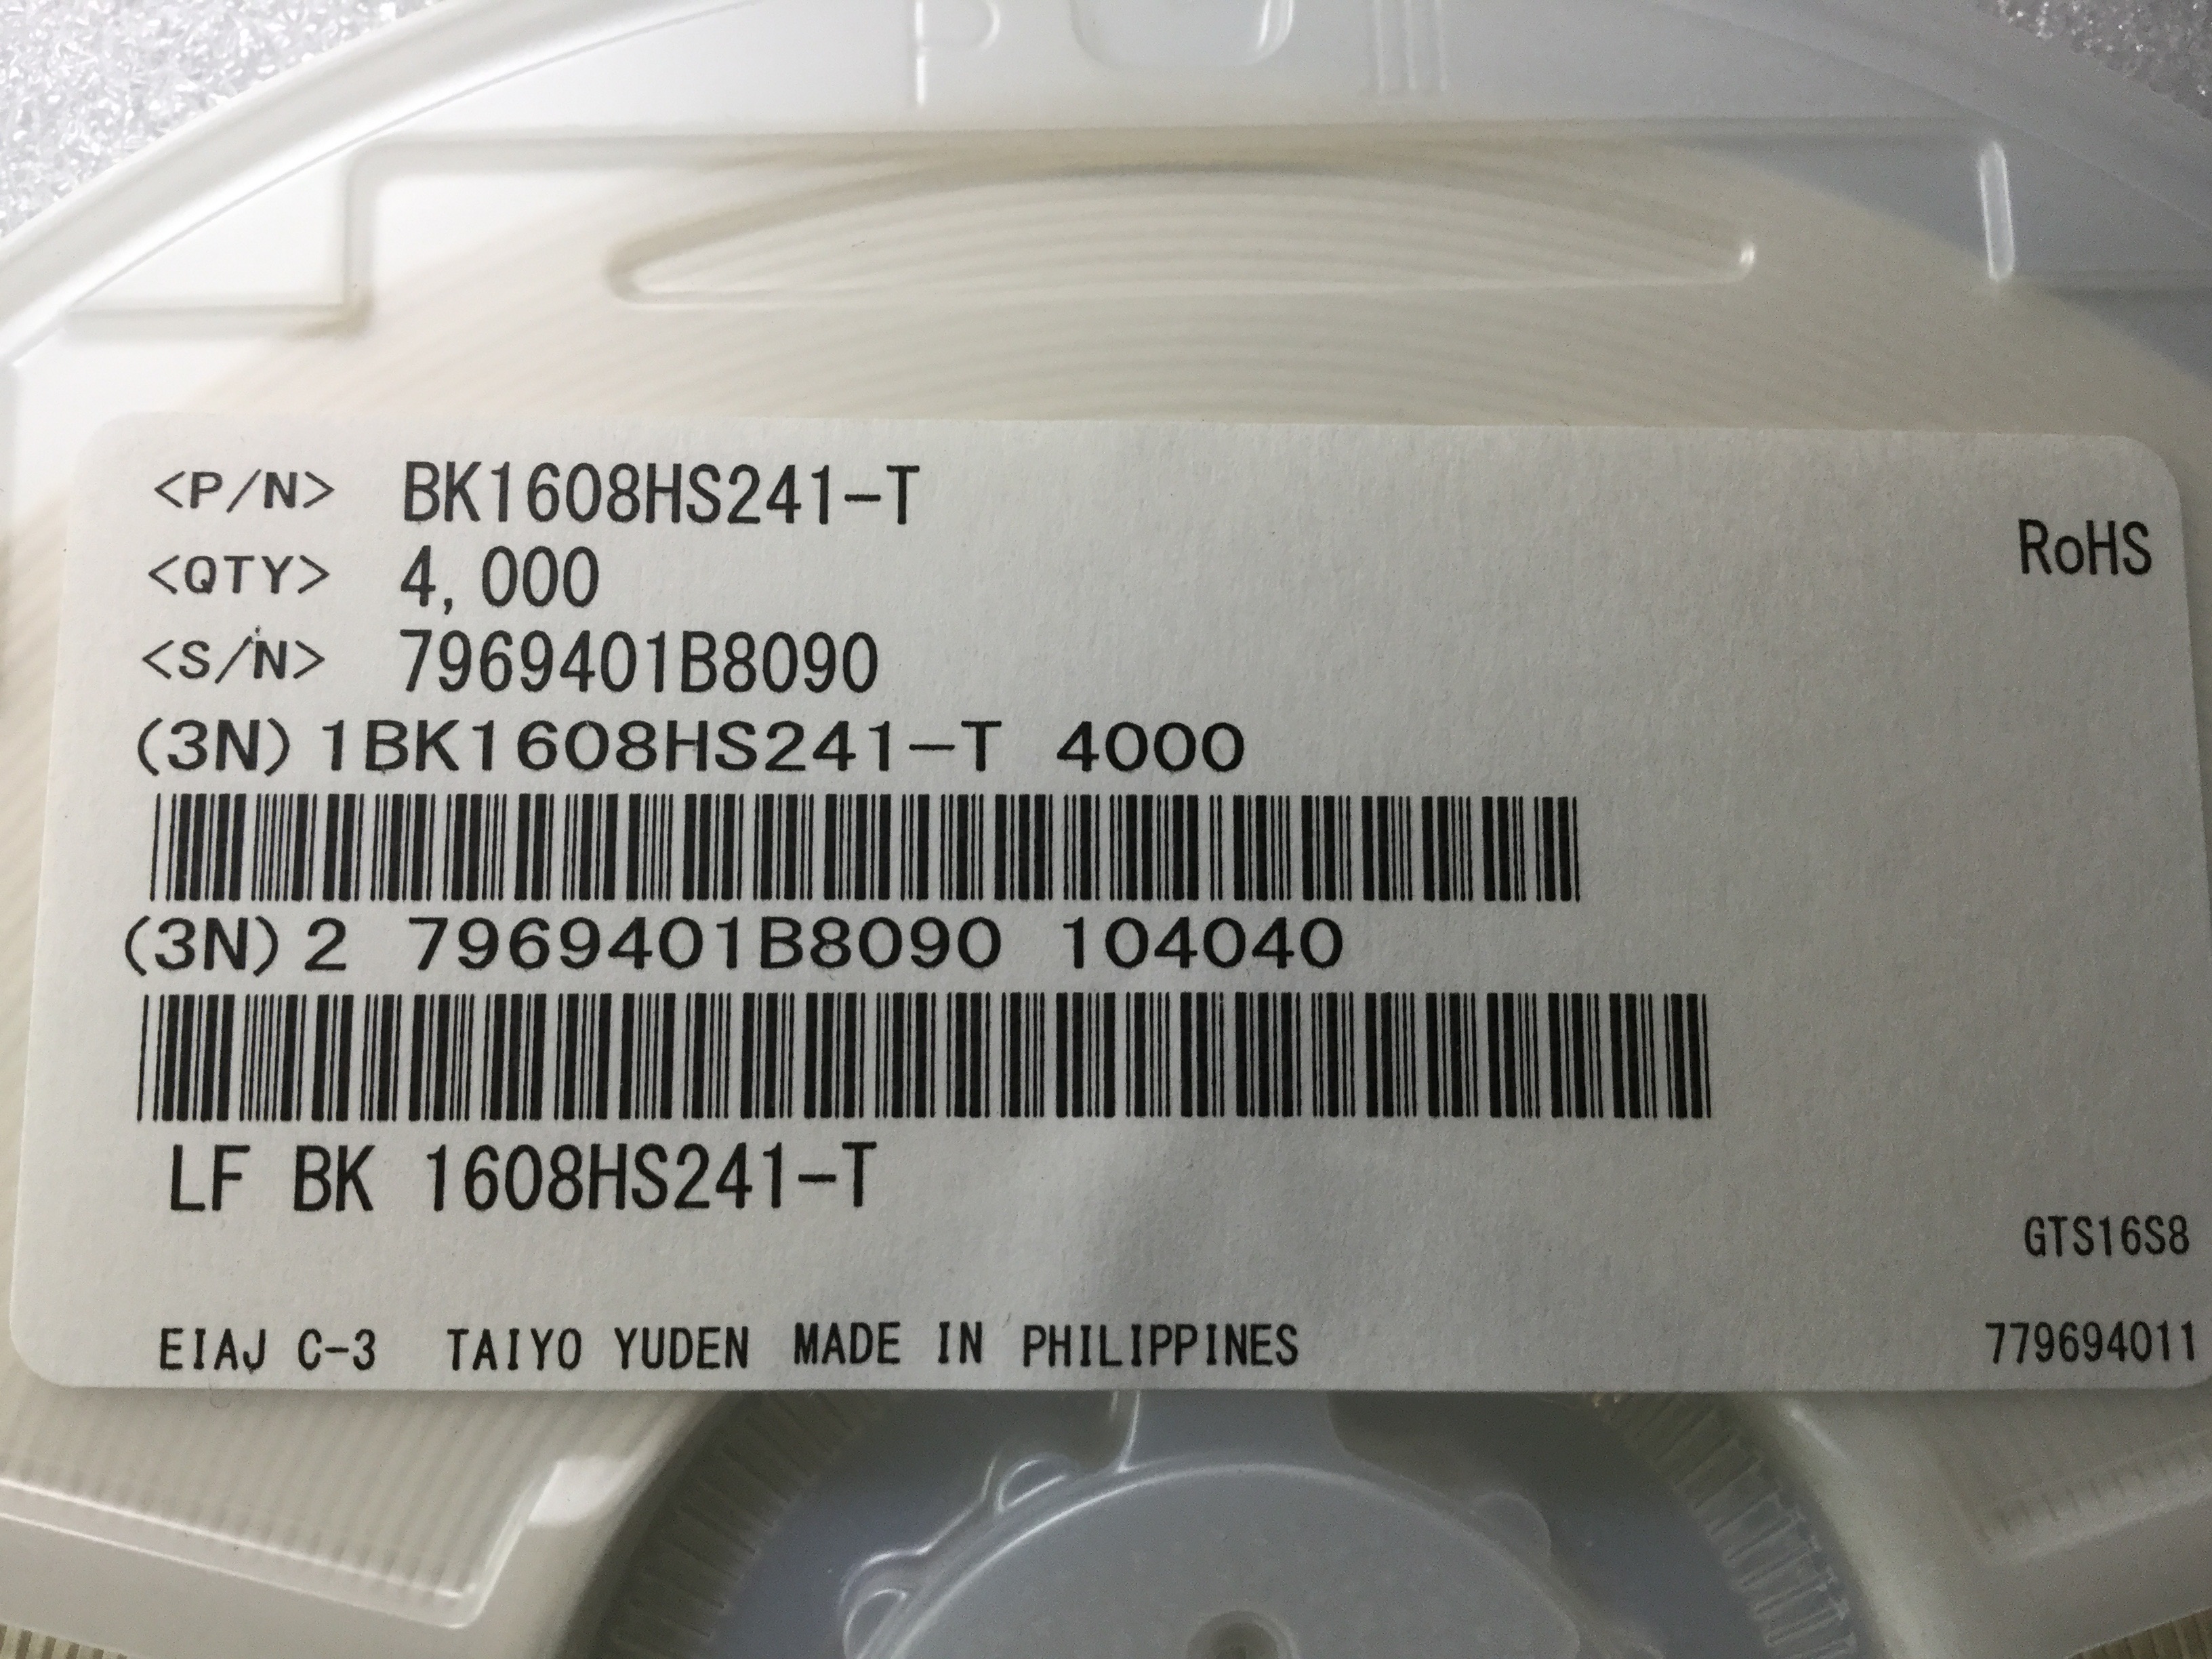 <P/N> BK1608HS241-T
RoHS
<QTY> 4,000
<S/N> 7969401B8090
(3N)1BK1608HS241-T 4000
(3N)2 7969401B8090 104040
LF BK 1608HS241-T
GTS16S8
EIAJ C-3 TAIYO YUDEN MADE IN PHILIPPINES
779694011